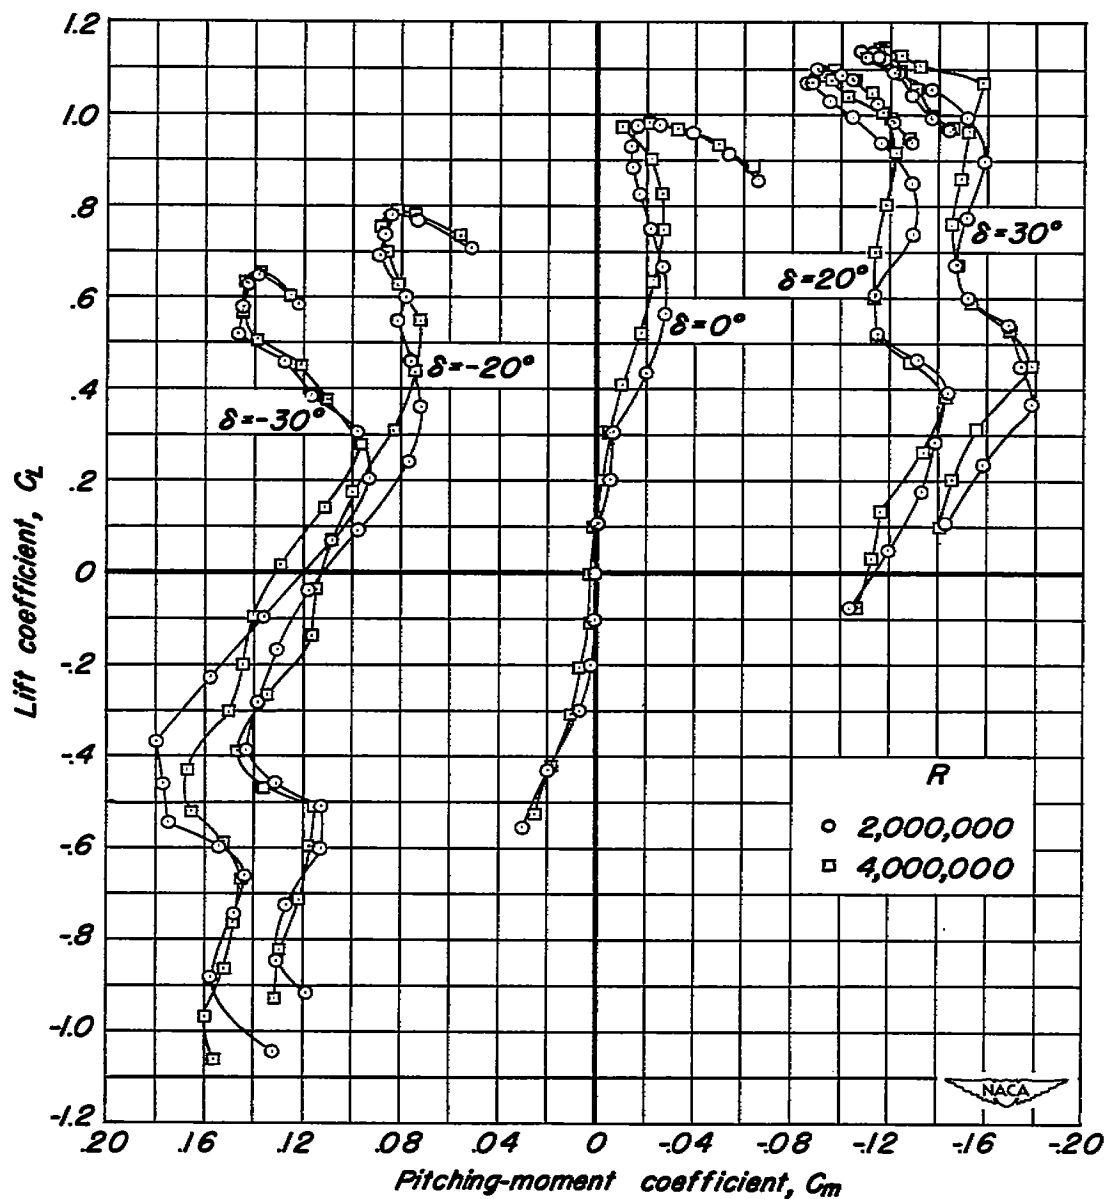 1.2
1.0
.8
.6
.4
.2
0
-.2
-.4
-.6
-.8
-1.0
-1.2
Lift coefficient, CL
δ=-30°
δ=-20°
δ=0°
δ=20°
δ=30°
R
○ 2,000,000
□ 4,000,000
NACA
.20 .16 .12 .08 .04 0 -.04 -.08 -.12 -.16 -.20
Pitching-moment coefficient, Cm